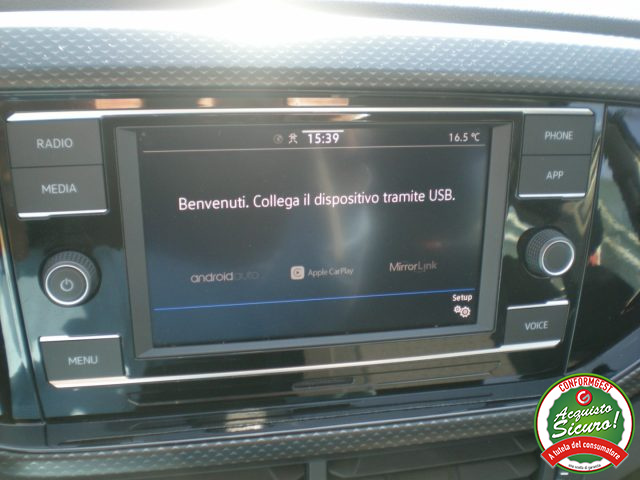 RADIO
MEDIA
MENU
15:39
16.5 °C
Benvenuti. Collega il dispositivo tramite USB.
androidauto
Apple CarPlay
MirrorLink
Setup
PHONE
APP
VOICE
CONFORMGEST
Acquisto
Sicuro!
A tutela del consumatore